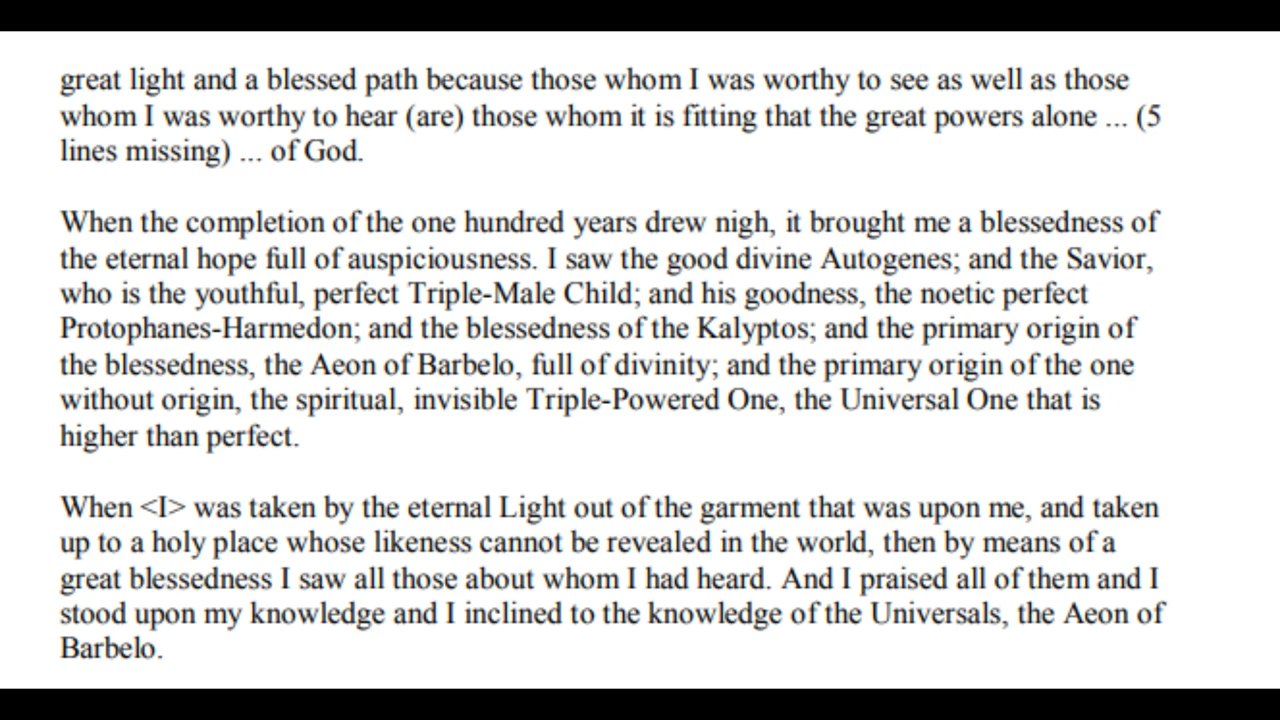 great light and a blessed path because those whom I was worthy to see as well as those
whom I was worthy to hear (are) those whom it is fitting that the great powers alone ... (5
lines missing) ... of God.
When the completion of the one hundred years drew nigh, it brought me a blessedness of
the eternal hope full of auspiciousness. I saw the good divine Autogenes; and the Savior,
who is the youthful, perfect Triple-Male Child; and his goodness, the noetic perfect
Protophanes-Harmedon; and the blessedness of the Kalyptos; and the primary origin of
the blessedness, the Aeon of Barbelo, full of divinity; and the primary origin of the one
without origin, the spiritual, invisible Triple-Powered One, the Universal One that is
higher than perfect.
When <I> was taken by the eternal Light out of the garment that was upon me, and taken
up to a holy place whose likeness cannot be revealed in the world, then by means of a
great blessedness I saw all those about whom I had heard. And I praised all of them and I
stood upon my knowledge and I inclined to the knowledge of the Universals, the Aeon of
Barbelo.